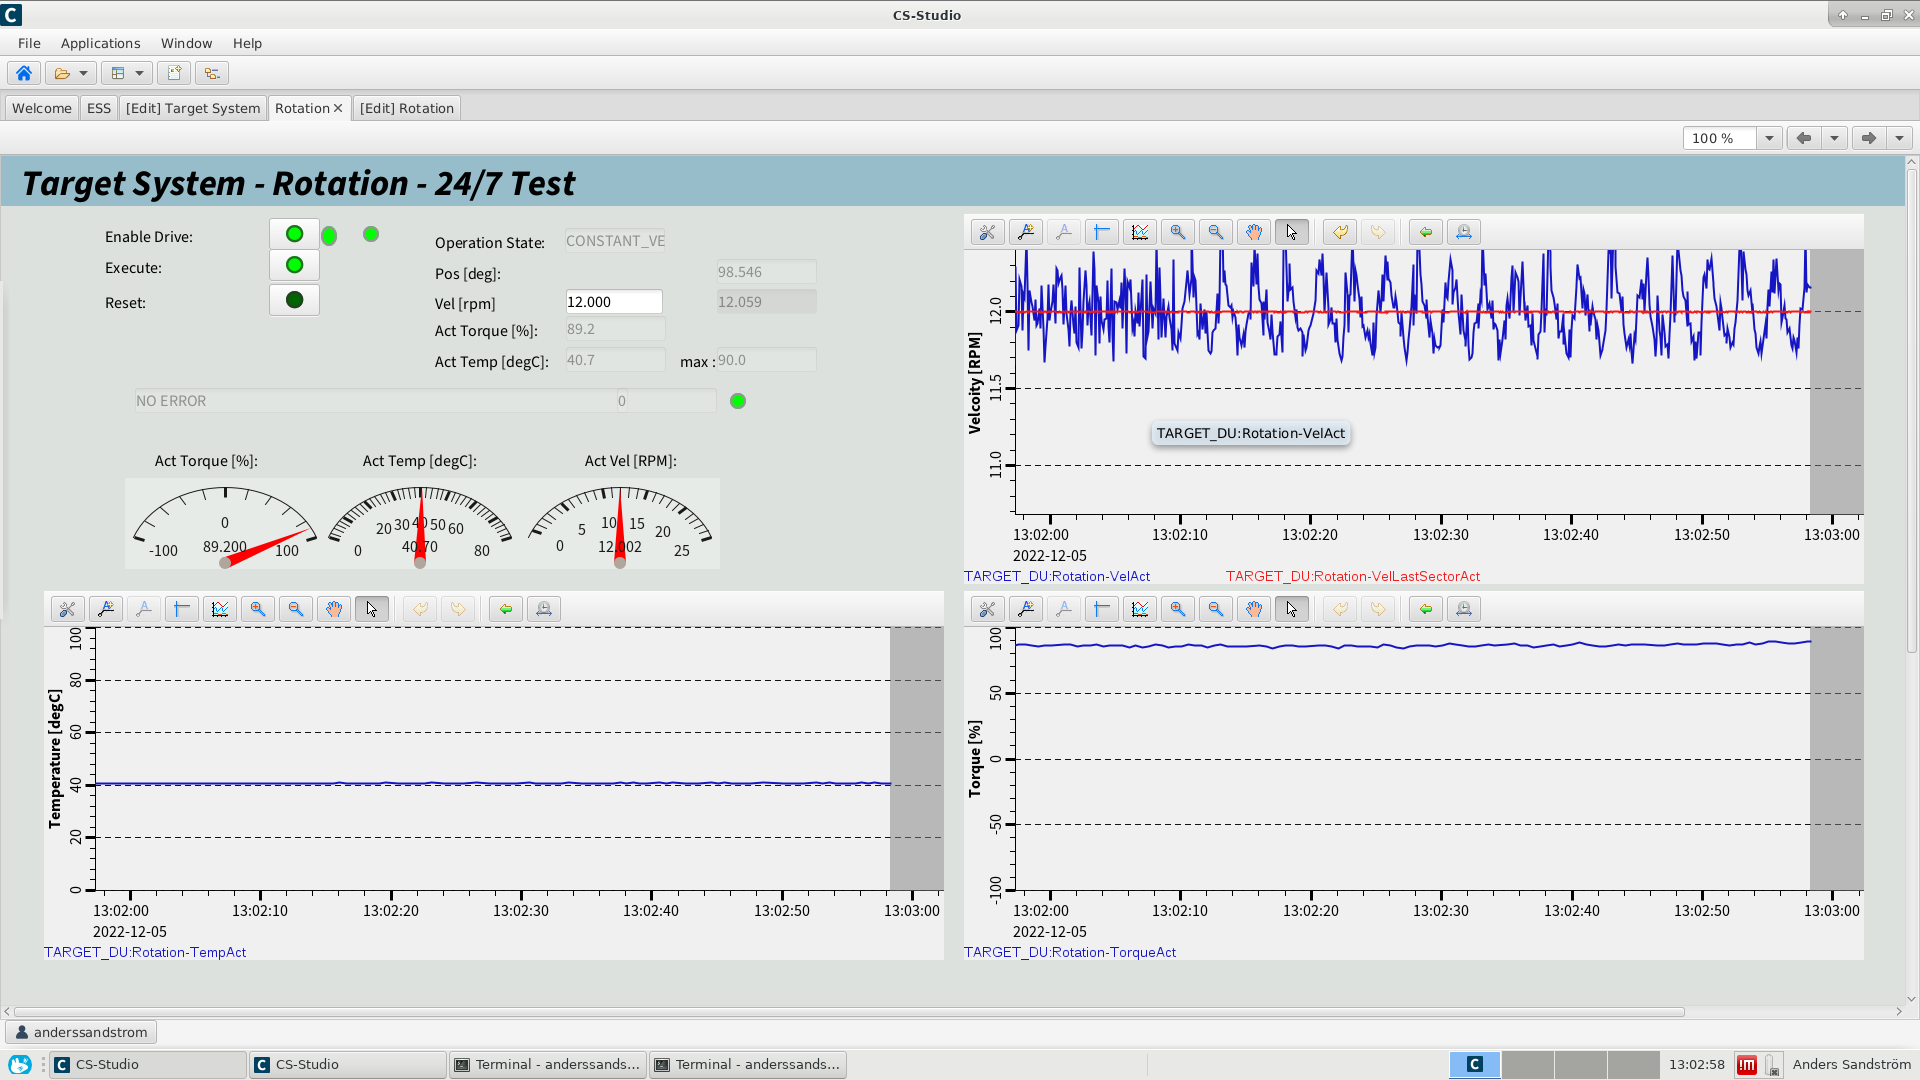 CS-Studio
File Applications Window Help
Welcome ESS [Edit] Target System Rotation [Edit] Rotation
100 %
Target System - Rotation - 24/7 Test
Enable Drive:
Execute:
Reset:
Operation State: CONSTANT_VE
Pos [deg]: 98.546
Vel [rpm] 12.000 12.059
Act Torque [%]: 89.2
Act Temp [degC]: 40.7 max : 90.0
NO ERROR 0
Act Torque [%]: Act Temp [degC]: Act Vel [RPM]:
-100 0 100 89.200
0 20 30 40 50 60 80 40.70
0 5 10 15 20 25 12.002
Velcoity [RPM]
12.0
11.5
11.0
TARGET_DU:Rotation-VelAct
13:02:00 13:02:10 13:02:20 13:02:30 13:02:40 13:02:50 13:03:00
2022-12-05
TARGET_DU:Rotation-VelAct TARGET_DU:Rotation-VelLastSectorAct
Temperature [degC]
100
80
60
40
20
0
13:02:00 13:02:10 13:02:20 13:02:30 13:02:40 13:02:50 13:03:00
2022-12-05
TARGET_DU:Rotation-TempAct
Torque [%]
100
50
0
-50
-100
13:02:00 13:02:10 13:02:20 13:02:30 13:02:40 13:02:50 13:03:00
2022-12-05
TARGET_DU:Rotation-TorqueAct
anderssandstrom
CS-Studio CS-Studio Terminal - anderssands... Terminal - anderssands... 13:02:58 Anders Sandström